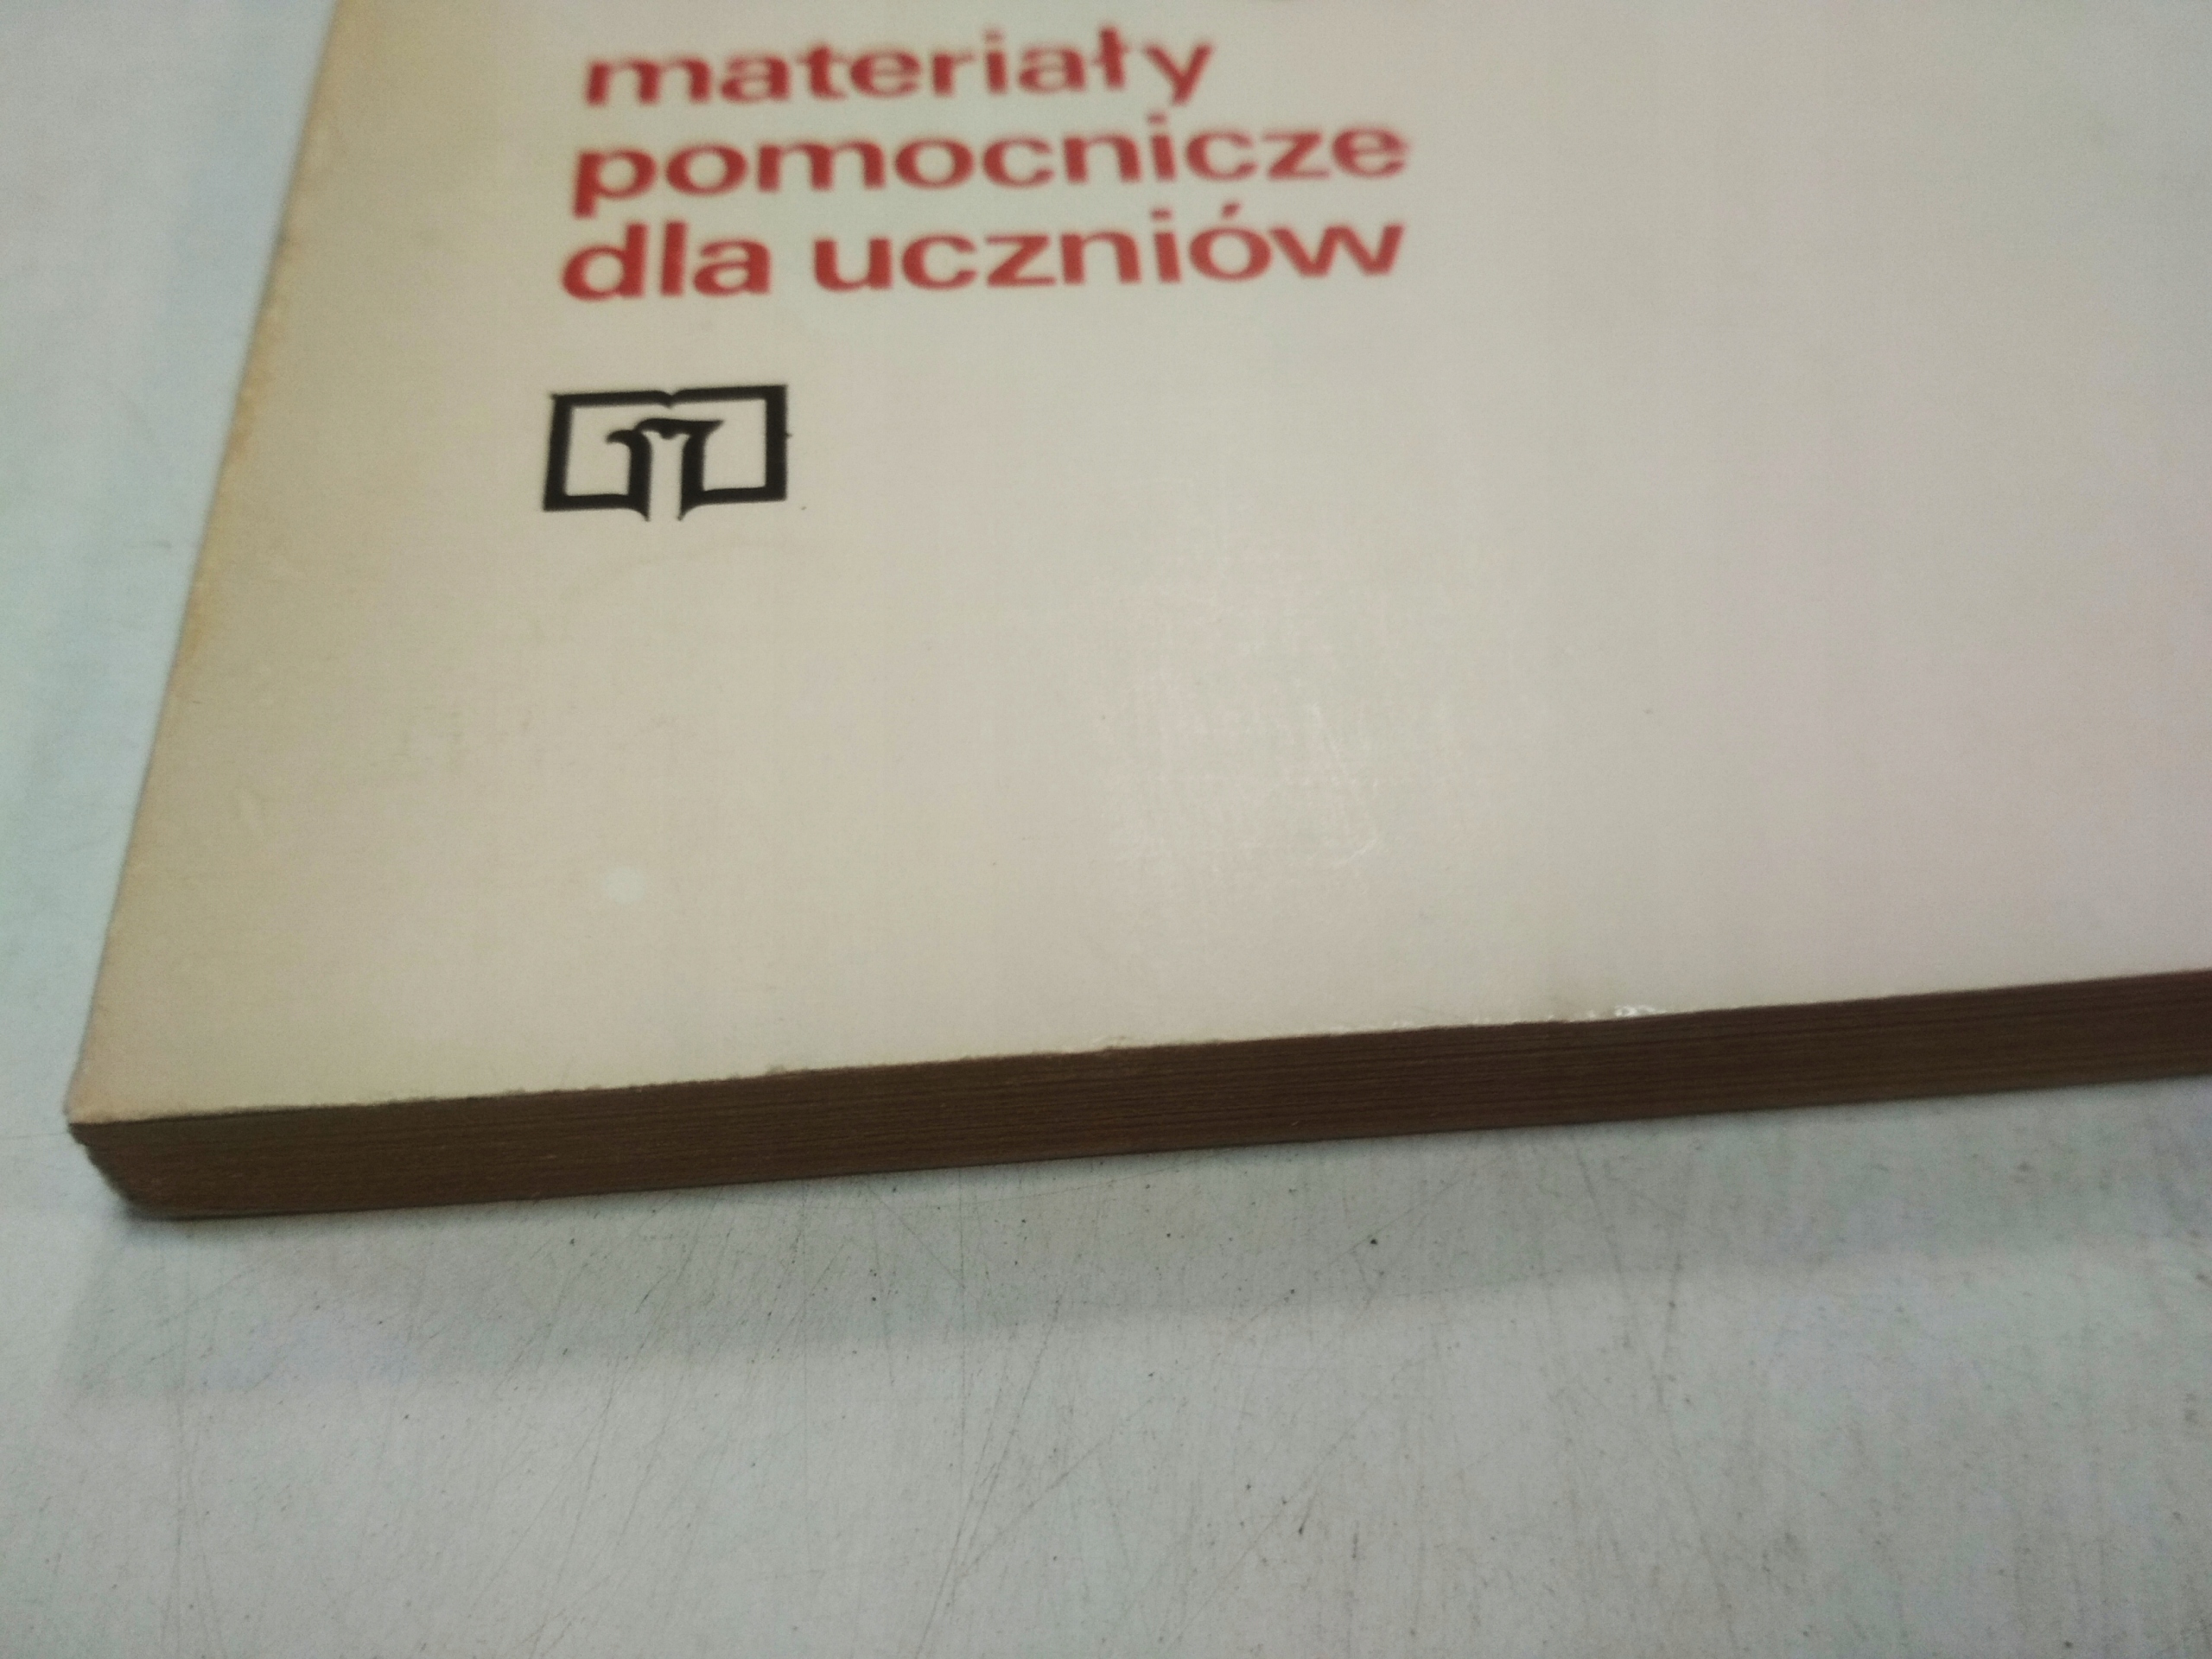 materiały
pomocnicze
dla uczniów